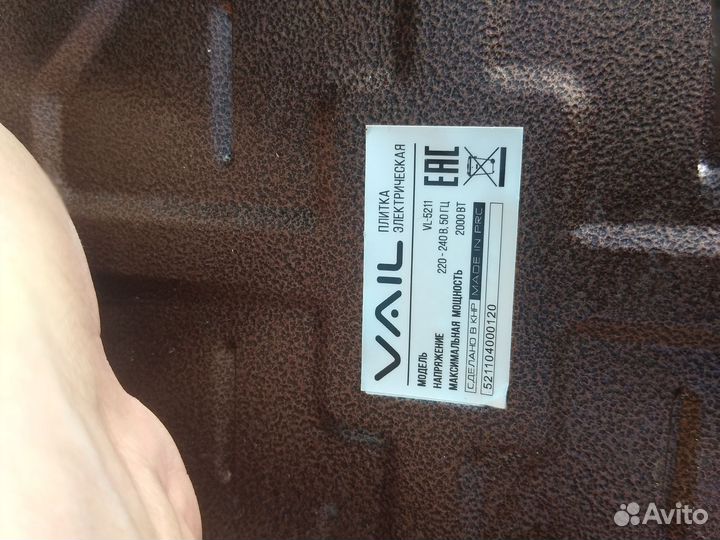 VAIL
ПЛИТКА
ЭЛЕКТРИЧЕСКАЯ
МОДЕЛЬ VL-5211
НАПРЯЖЕНИЕ 220 - 240 В, 50 ГЦ
МАКСИМАЛЬНАЯ МОЩНОСТЬ 2000 ВТ
СДЕЛАНО В КНР MADE IN PRC
521104000120
EAC
Avito